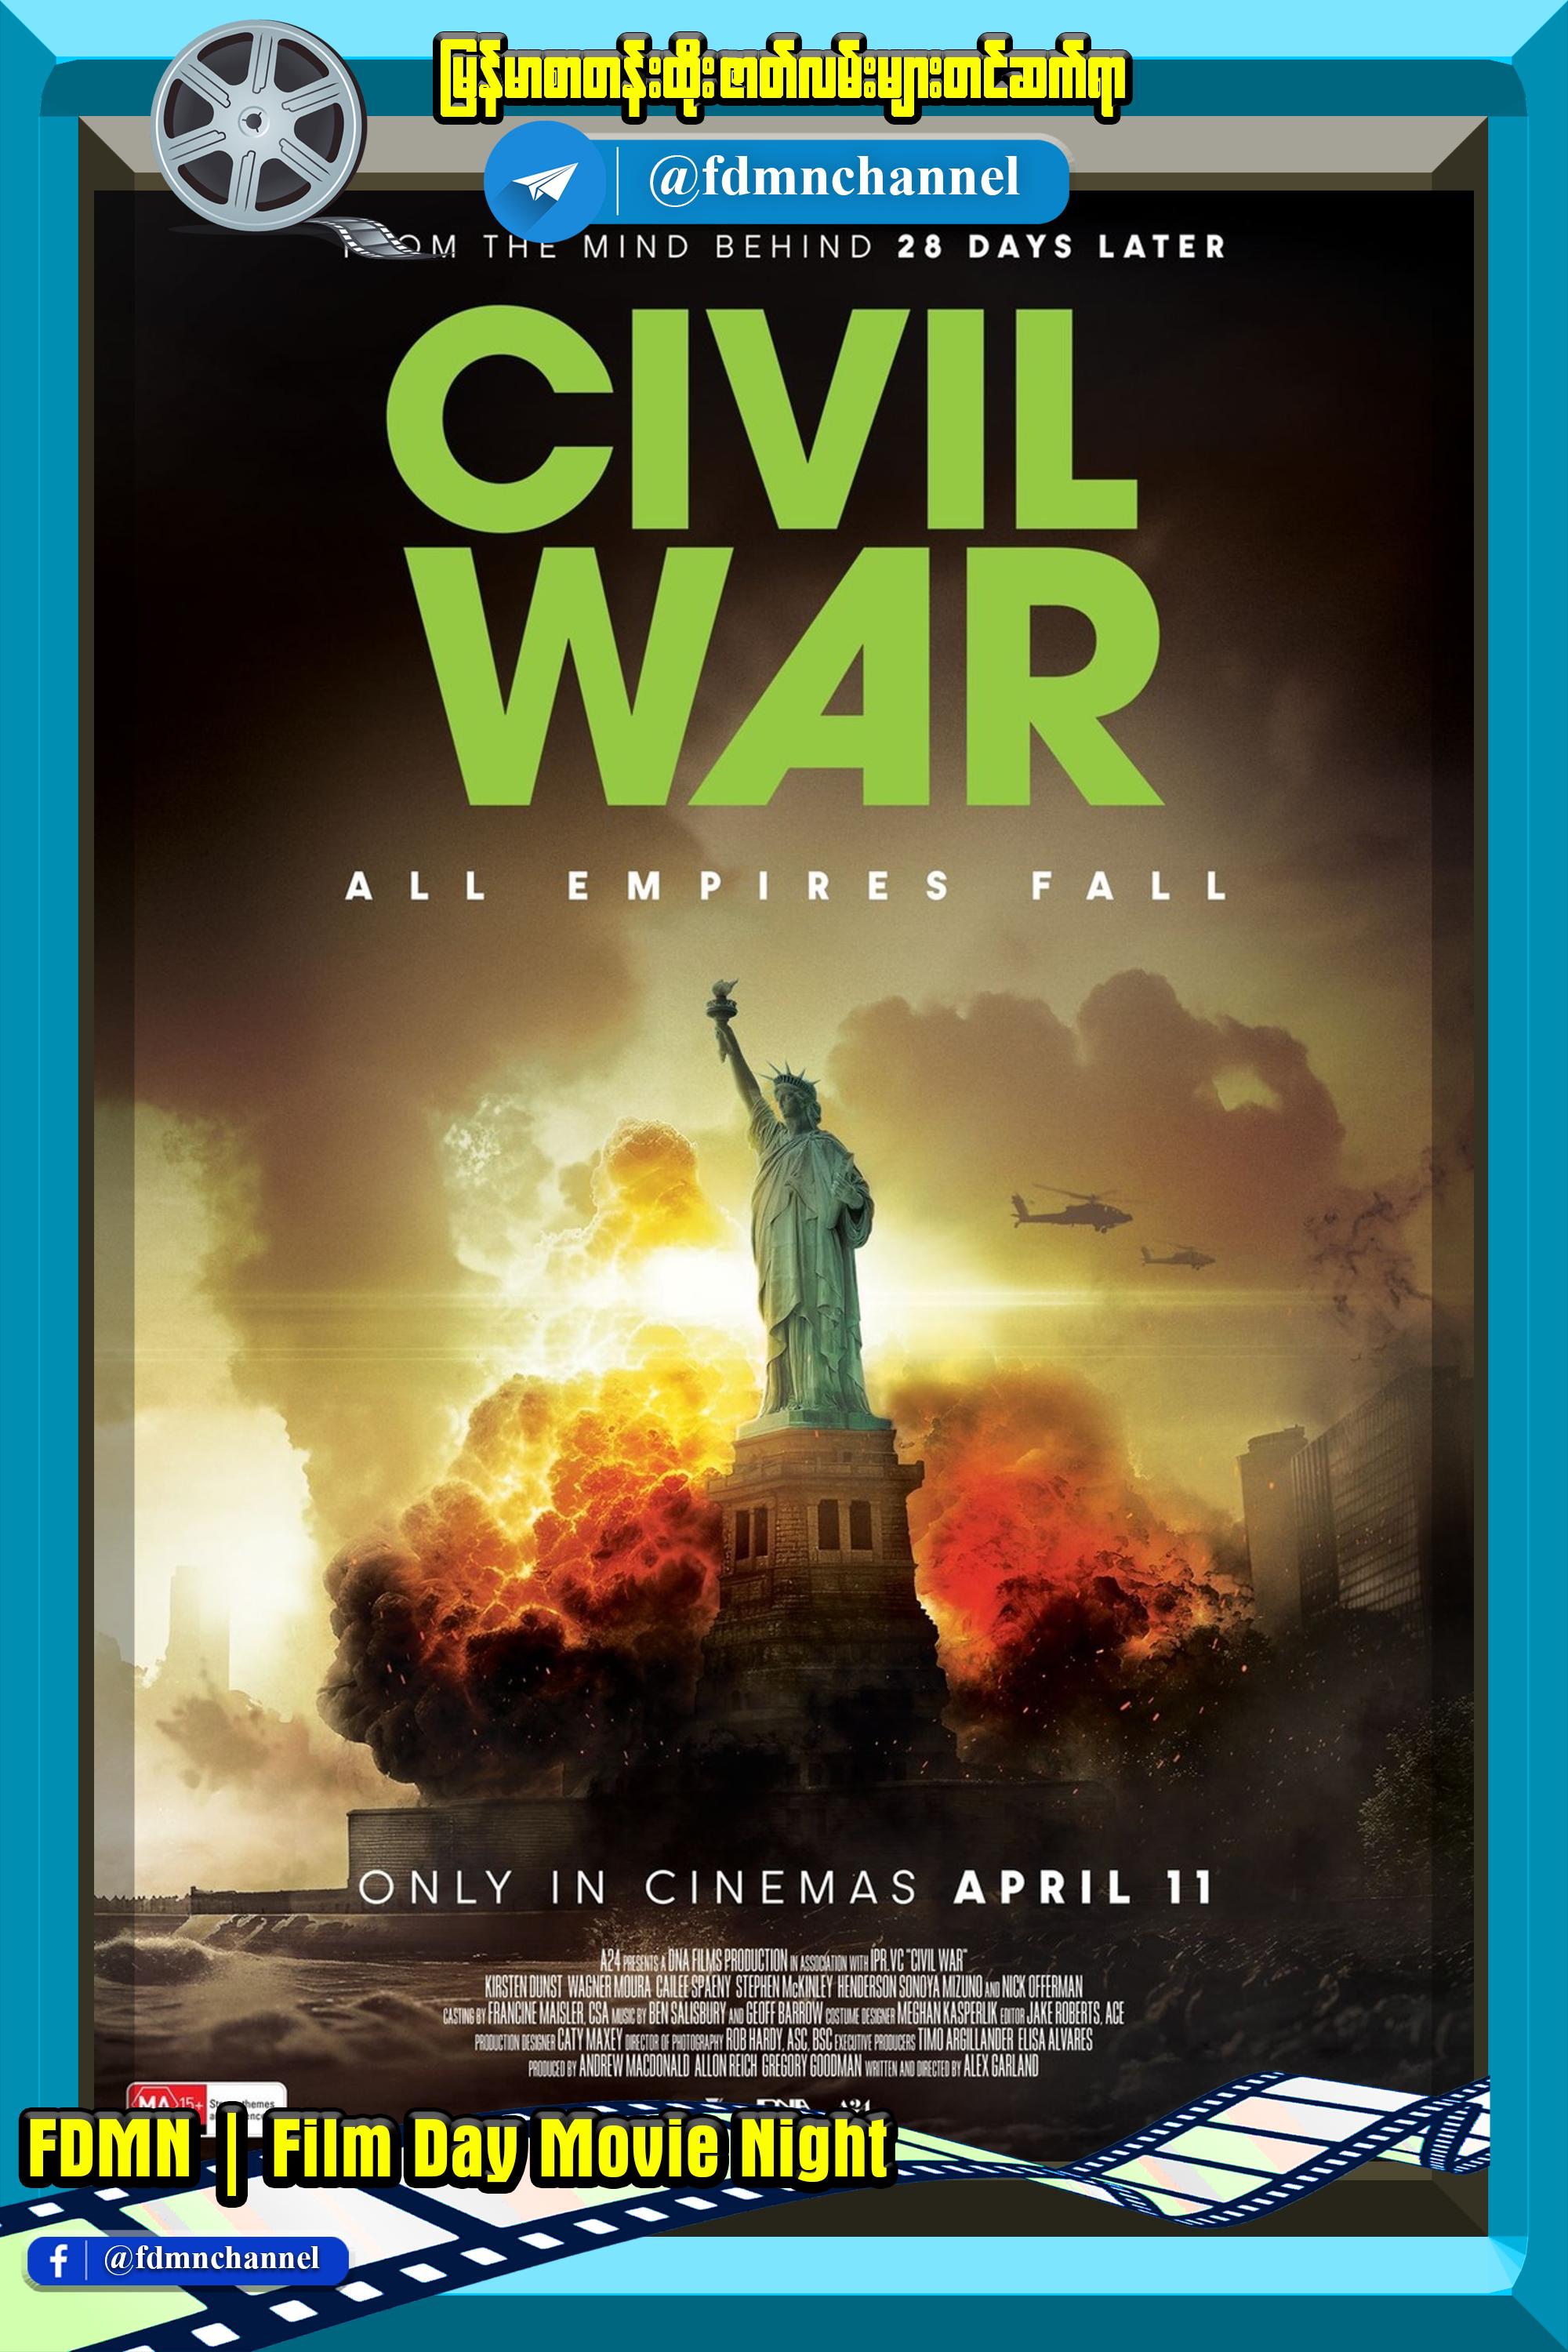 မြန်မာစာတန်းထိုးဇာတ်လမ်းများတင်ဆက်ရာ
@fdmnchannel
THE MIND BEHIND 28 DAYS LATER
CIVIL
WAR
ALL EMPIRES FALL
ONLY IN CINEMAS APRIL 11
A24 PRESENTS A DNA FILMS PRODUCTION IN ASSOCIATION WITH IPR.VC "CIVIL WAR"
KIRSTEN DUNST WAGNER MOURA CAILEE SPAENY STEPHEN McKINLEY HENDERSON SONOYA MIZUNO AND NICK OFFERMAN
CASTING BY FRANCINE MAISLER, CSA MUSIC BY BEN SALISBURY AND GEOFF BARROW COSTUME DESIGNER MEGHAN KASPERLIK EDITOR JAKE ROBERTS, ACE
PRODUCTION DESIGNER CATY MAXEY DIRECTOR OF PHOTOGRAPHY ROB HARDY, ASC, BSC EXECUTIVE PRODUCERS TIMO ARGILLANDER ELISA ALVARES
PRODUCED BY ANDREW MACDONALD ALLON REICH GREGORY GOODMAN WRITTEN AND DIRECTED BY ALEX GARLAND
MA 15+
DNA A24
FDMN | Film Day Movie Night
@fdmnchannel